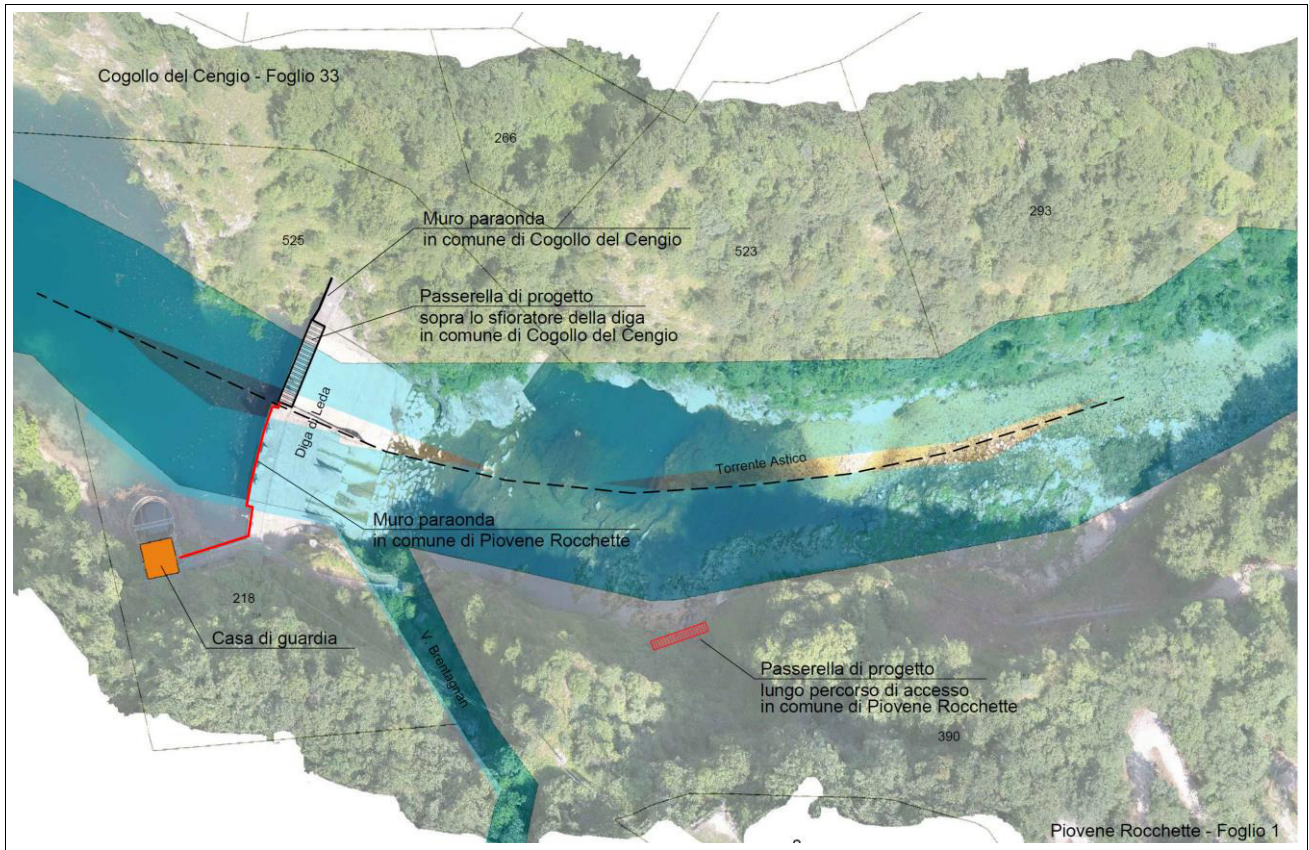 Cogollo del Cengio - Foglio 33
266
293
525
Muro paraonda
in comune di Cogollo del Cengio
523
Passerella di progetto
sopra lo sfioratore della diga
in comune di Cogollo del Cengio
Diga di Leda
Torrente Astico
Muro paraonda
in comune di Piovene Rocchette
218
Casa di guardia
V. Brentagnan
Passerella di progetto
lungo percorso di accesso
in comune di Piovene Rocchette
390
Piovene Rocchette - Foglio 1